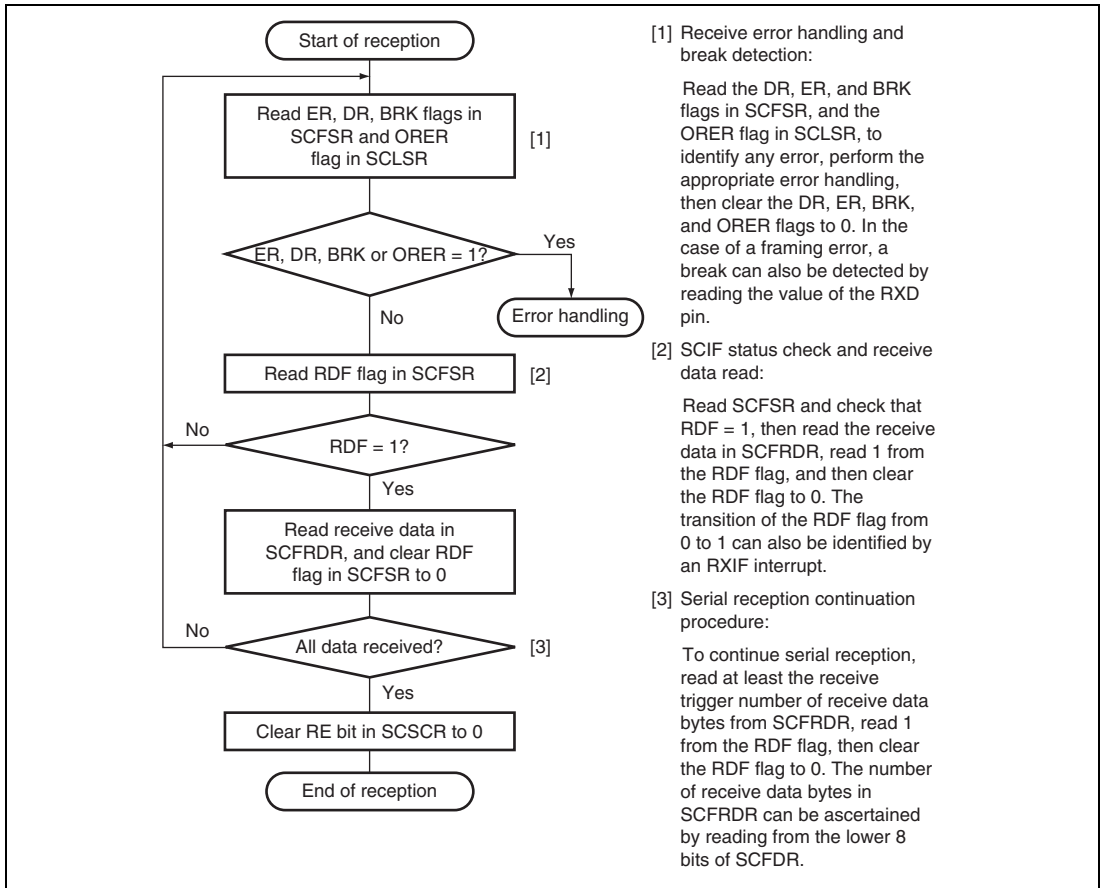 Start of reception
Read ER, DR, BRK flags in
SCFSR and ORER
flag in SCLSR
[1]
ER, DR, BRK or ORER = 1?
Yes
Error handling
No
Read RDF flag in SCFSR
[2]
RDF = 1?
No
Yes
Read receive data in
SCFRDR, and clear RDF
flag in SCFSR to 0
All data received?
[3]
No
Yes
Clear RE bit in SCSCR to 0
End of reception
[1] Receive error handling and
break detection:
Read the DR, ER, and BRK
flags in SCFSR, and the
ORER flag in SCLSR, to
identify any error, perform the
appropriate error handling,
then clear the DR, ER, BRK,
and ORER flags to 0. In the
case of a framing error, a
break can also be detected by
reading the value of the RXD
pin.
[2] SCIF status check and receive
data read:
Read SCFSR and check that
RDF = 1, then read the receive
data in SCFRDR, read 1 from
the RDF flag, and then clear
the RDF flag to 0. The
transition of the RDF flag from
0 to 1 can also be identified by
an RXIF interrupt.
[3] Serial reception continuation
procedure:
To continue serial reception,
read at least the receive
trigger number of receive data
bytes from SCFRDR, read 1
from the RDF flag, then clear
the RDF flag to 0. The number
of receive data bytes in
SCFRDR can be ascertained
by reading from the lower 8
bits of SCFDR.